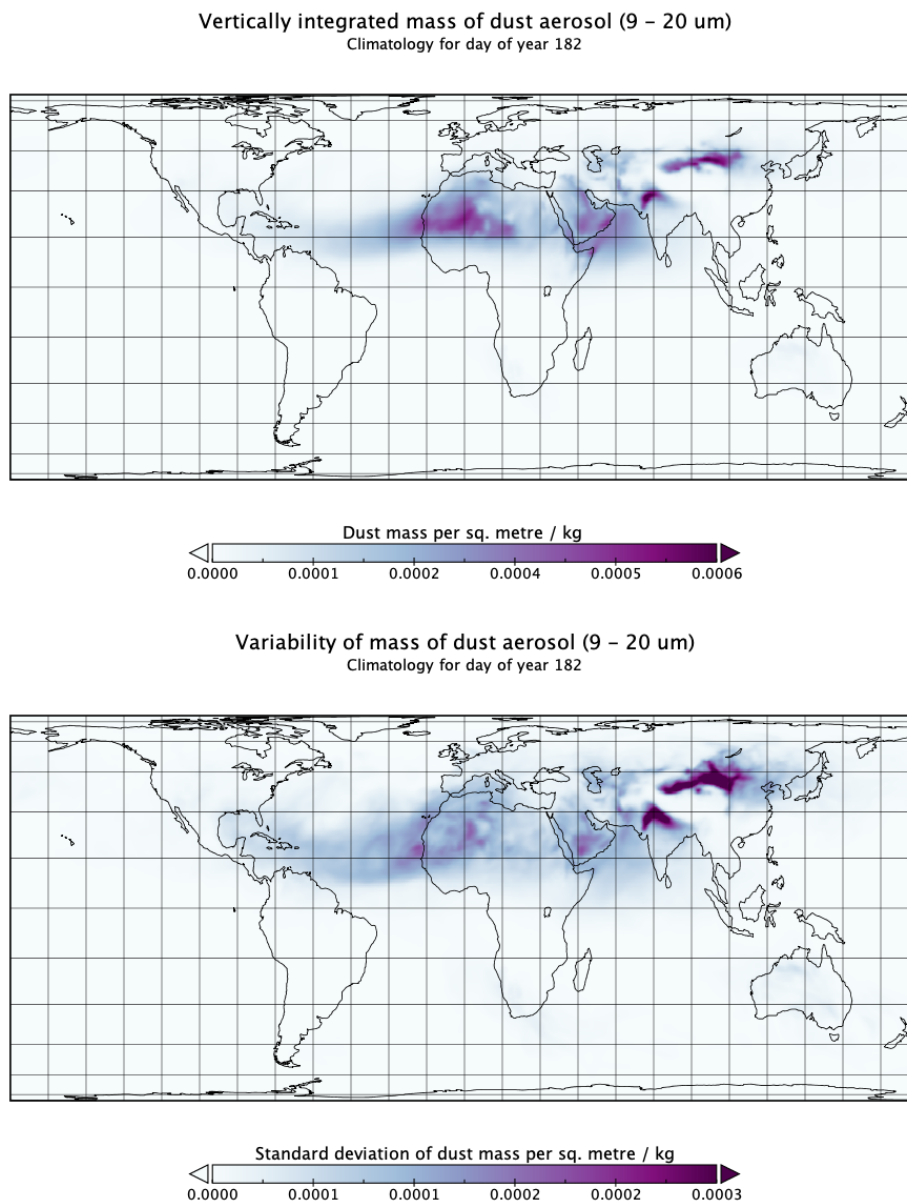 Vertically integrated mass of dust aerosol (9 – 20 um)
Climatology for day of year 182
Dust mass per sq. metre / kg
0.0000 0.0001 0.0002 0.0004 0.0005 0.0006
Variability of mass of dust aerosol (9 – 20 um)
Climatology for day of year 182
Standard deviation of dust mass per sq. metre / kg
0.0000 0.0001 0.0001 0.0002 0.0002 0.0003